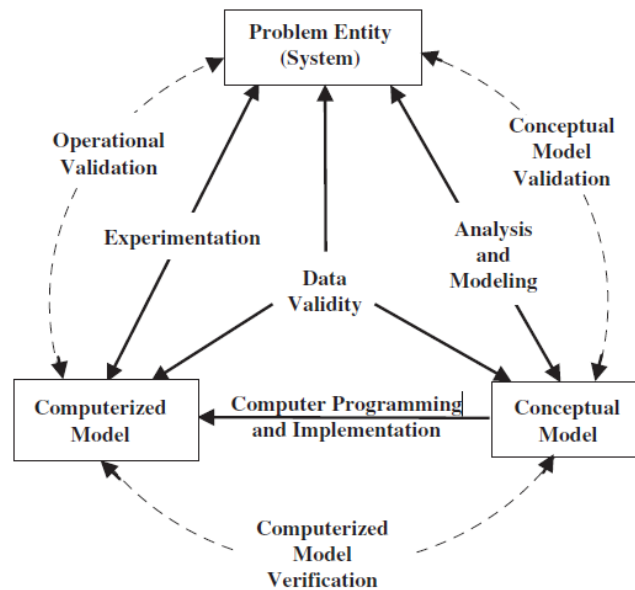 Problem Entity
(System)
Operational
Validation
Conceptual
Model
Validation
Experimentation
Analysis
and
Modeling
Data
Validity
Computerized
Model
Computer Programming
and Implementation
Conceptual
Model
Computerized
Model
Verification